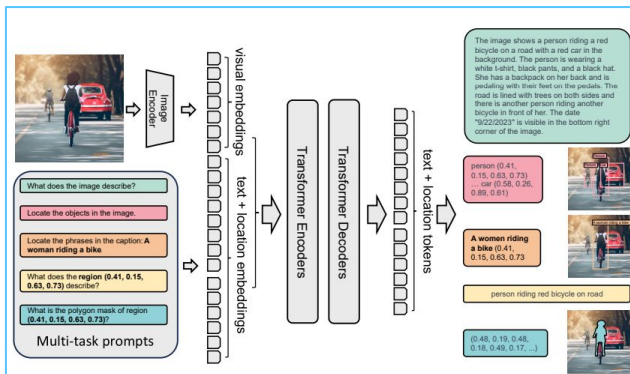 The image shows a person riding a red
bicycle on a road with a red car in the
background. The person is wearing a
white t-shirt, black pants, and a black hat.
She has a backpack on her back and is
pedaling with their feet on the pedals. The
road is lined with trees on both sides and
there is another person riding another
bicycle in front of her. The date
"9/22/2023" is visible in the bottom right
corner of the image.
Image
Encoder
visual embeddings
text + location embeddings
Transformer Encoders
Transformer Decoders
text + location tokens
What does the image describe?
Locate the objects in the image.
Locate the phrases in the caption: A
woman riding a bike
What does the region (0.41, 0.15,
0.63, 0.73) describe?
What is the polygon mask of region
(0.41, 0.15, 0.63, 0.73)?
Multi-task prompts
person (0.41,
0.15, 0.63, 0.73)
... car (0.58, 0.26,
0.89, 0.61)
A women riding
a bike (0.41,
0.15, 0.63, 0.73
person riding red bicycle on road
(0.48, 0.19, 0.48,
0.18, 0.49, 0.17, ...)